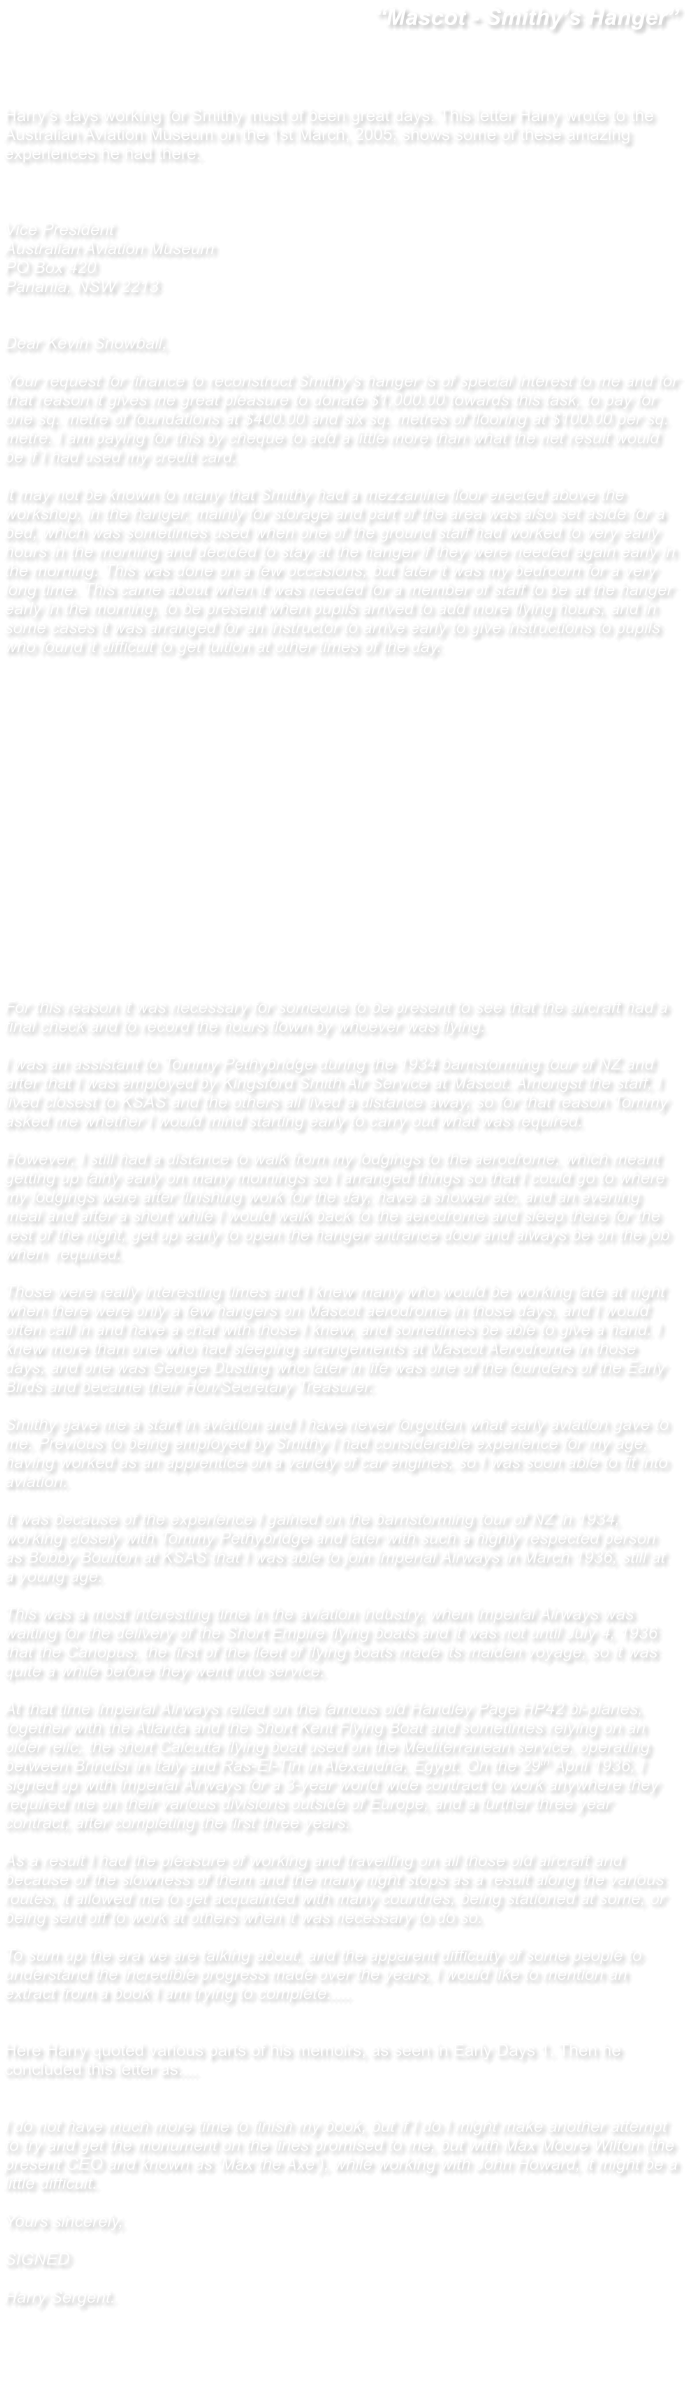 "Mascot - Smithy's Hanger"
Harry's days working for Smithy must of been great days. This letter Harry wrote to the
Australian Aviation Museum on the 1st March, 2005, shows some of these amazing
experiences he had there.
Vice President
Australian Aviation Museum
PO Box 420
Panania, NSW 2213
Dear Kevin Snowball,
Your request for finance to reconstruct Smithy's hanger is of special interest to me and for
that reason it gives me great pleasure to donate $1,000.00 towards this task, to pay for
one sq. metre of foundations at $400.00 and six sq. metres of flooring at $100.00 per sq.
metre. I am paying for this by cheque to add a little more than what the net result would
be if I had used my credit card.
It may not be known to many that Smithy had a mezzanine floor erected above the
workshop, in the hanger, mainly for storage and part of the area was also set aside for a
bed, which was sometimes used when one of the ground staff had worked to very early
hours in the morning and decided to stay at the hanger if they were needed again early in
the morning. This was done on a few occasions, but later it was my bedroom for a very
long time. This came about when it was needed for a member of staff to be at the hanger
early in the morning, to be present when pupils arrived to add more flying hours, and in
some cases it was arranged for an instructor to arrive early to give instructions to pupils
who found it difficult to get tuition at other times of the day.
For this reason it was necessary for someone to be present to see that the aircraft had a
final check and to record the hours flown by whoever was flying.
I was an assistant to Tommy Pethybridge during the 1934 barnstorming tour of NZ and
after that I was employed by Kingsford Smith Air Service at Mascot. Amongst the staff, I
lived closest to KSAS and the others all lived a distance away, so for that reason Tommy
asked me whether I would mind starting early to carry out what was required.
However, I still had a distance to walk from my lodgings to the aerodrome, which meant
getting up fairly early on many mornings so I arranged things so that I could go to where
my lodgings were after finishing work for the day, have a shower etc, and an evening
meal and after a short while I would walk back to the aerodrome and sleep there for the
rest of the night, get up early to open the hanger entrance door and always be on the job
when  required.
Those were really interesting times and I knew many who would be working late at night
when there were only a few hangers on Mascot aerodrome in those days, and I would
often call in and have a chat with those I knew, and sometimes be able to give a hand. I
knew more than one who had sleeping arrangements at Mascot Aerodrome in those
days, and one was George Dusting who later in life was one of the founders of the Early
Birds and became their Hon/Secretary Treasurer.
Smithy gave me a start in aviation and I have never forgotten what early aviation gave to
me. Previous to being employed by Smithy I had considerable experience for my age,
having worked as an apprentice on a variety of car engines, so I was soon able to fit into
aviation.
It was because of the experience I gained on the barnstorming tour of NZ in 1934,
working closely with Tommy Pethybridge and later with such a highly respected person
as Bobby Boulton at KSAS that I was able to join Imperial Airways in March 1936, still at
a young age.
This was a most interesting time in the aviation industry, when Imperial Airways was
waiting for the delivery of the Short Empire flying boats and it was not until July 4, 1936
that the Canopus, the first of the fleet of flying boats made its maiden voyage, so it was
quite a while before they went into service.
At that time Imperial Airways relied on the famous old Handley Page HP42 bi-planes,
together with the Atlanta and the Short Kent Flying Boat and sometimes relying on an
older relic, the short Calcutta flying boat used on the Mediterranean service, operating
between Brindisi in Italy and Ras-El-Tin in Alexandria, Egypt. On the 29th April 1936, I
signed up with Imperial Airways for a 3-year world wide contract to work anywhere they
required me on their various divisions outside of Europe, and a further three year
contract, after completing the first three years.
As a result I had the pleasure of working and travelling on all those old aircraft and
because of the slowness of them and the many night stops as a result along the various
routes, it allowed me to get acquainted with many countries, being stationed at some, or
being sent off to work at others when it was necessary to do so.
To sum up the era we are talking about, and the apparent difficulty of some people to
understand the incredible progress made over the years, I would like to mention an
extract from a book I am trying to complete.....
Here Harry quoted various parts of his memoirs, as seen in Early Days 1. Then he
concluded this letter as....
I do not have much more time to finish my book, but if I do I might make another attempt
to try and get the monument on the lines promised to me, but with Max Moore Wilton (the
present CEO and known as 'Max the Axe'), while working with John Howard, it might be a
little difficult.
Yours sincerely,
SIGNED
Harry Sergent.